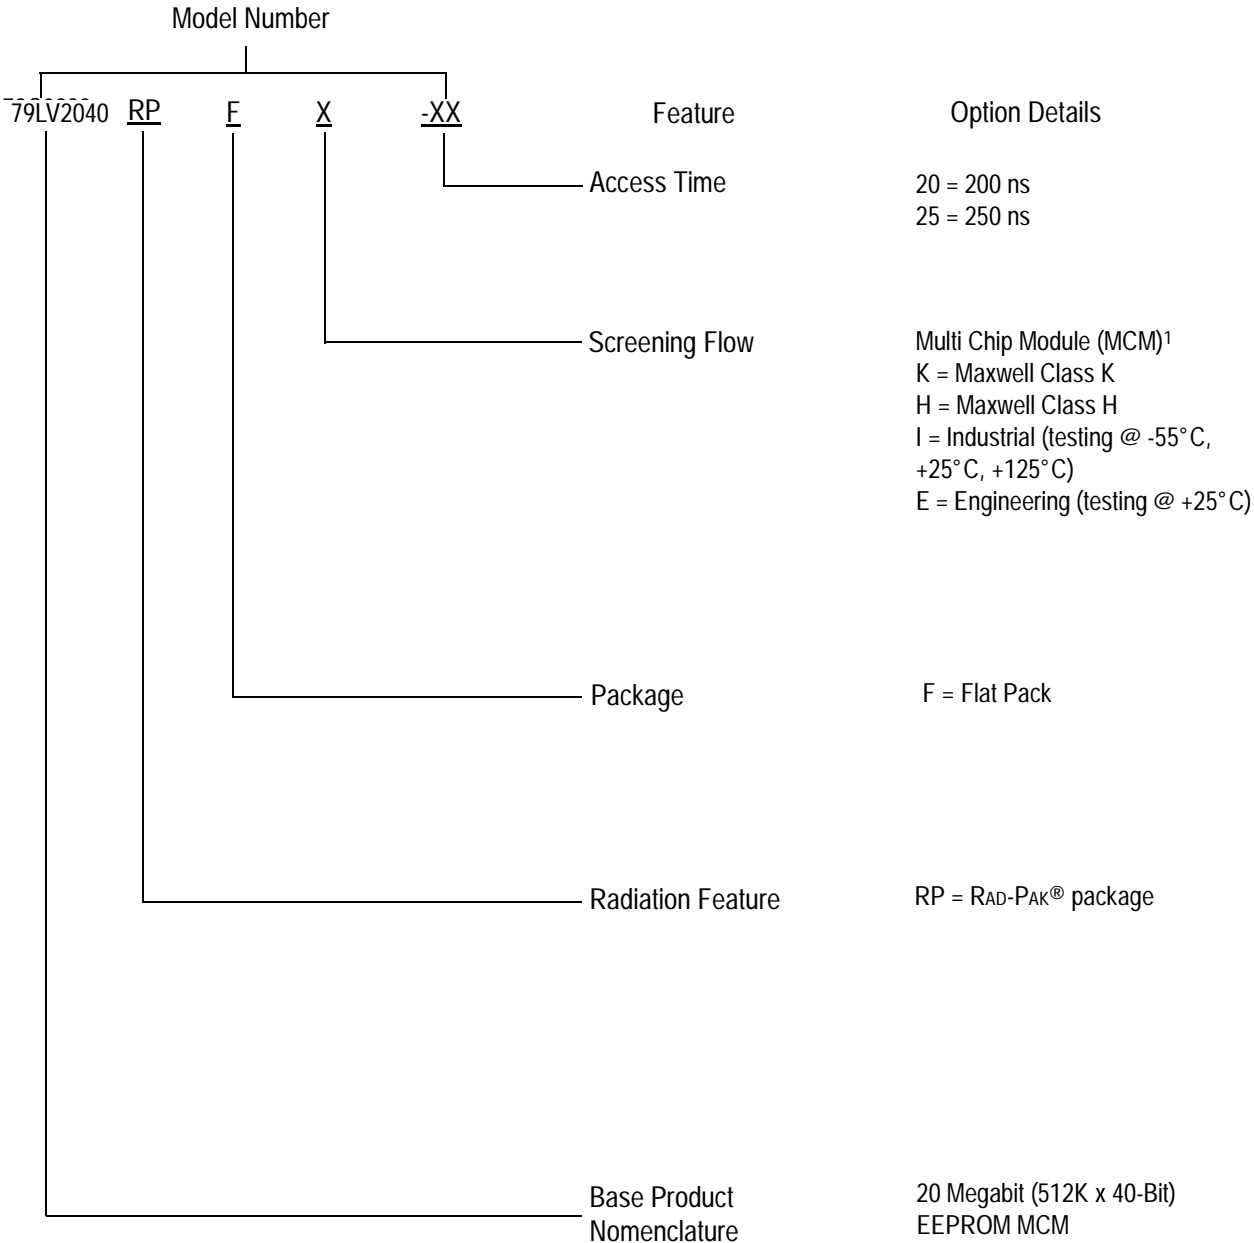 Model Number
79LV2040 RP F X -XX Feature Option Details
Access Time 20 = 200 ns
25 = 250 ns
Screening Flow Multi Chip Module (MCM)1
K = Maxwell Class K
H = Maxwell Class H
I = Industrial (testing @ -55°C,
+25°C, +125°C)
E = Engineering (testing @ +25°C)
Package F = Flat Pack
Radiation Feature RP = RAD-PAK® package
Base Product 20 Megabit (512K x 40-Bit)
Nomenclature EEPROM MCM